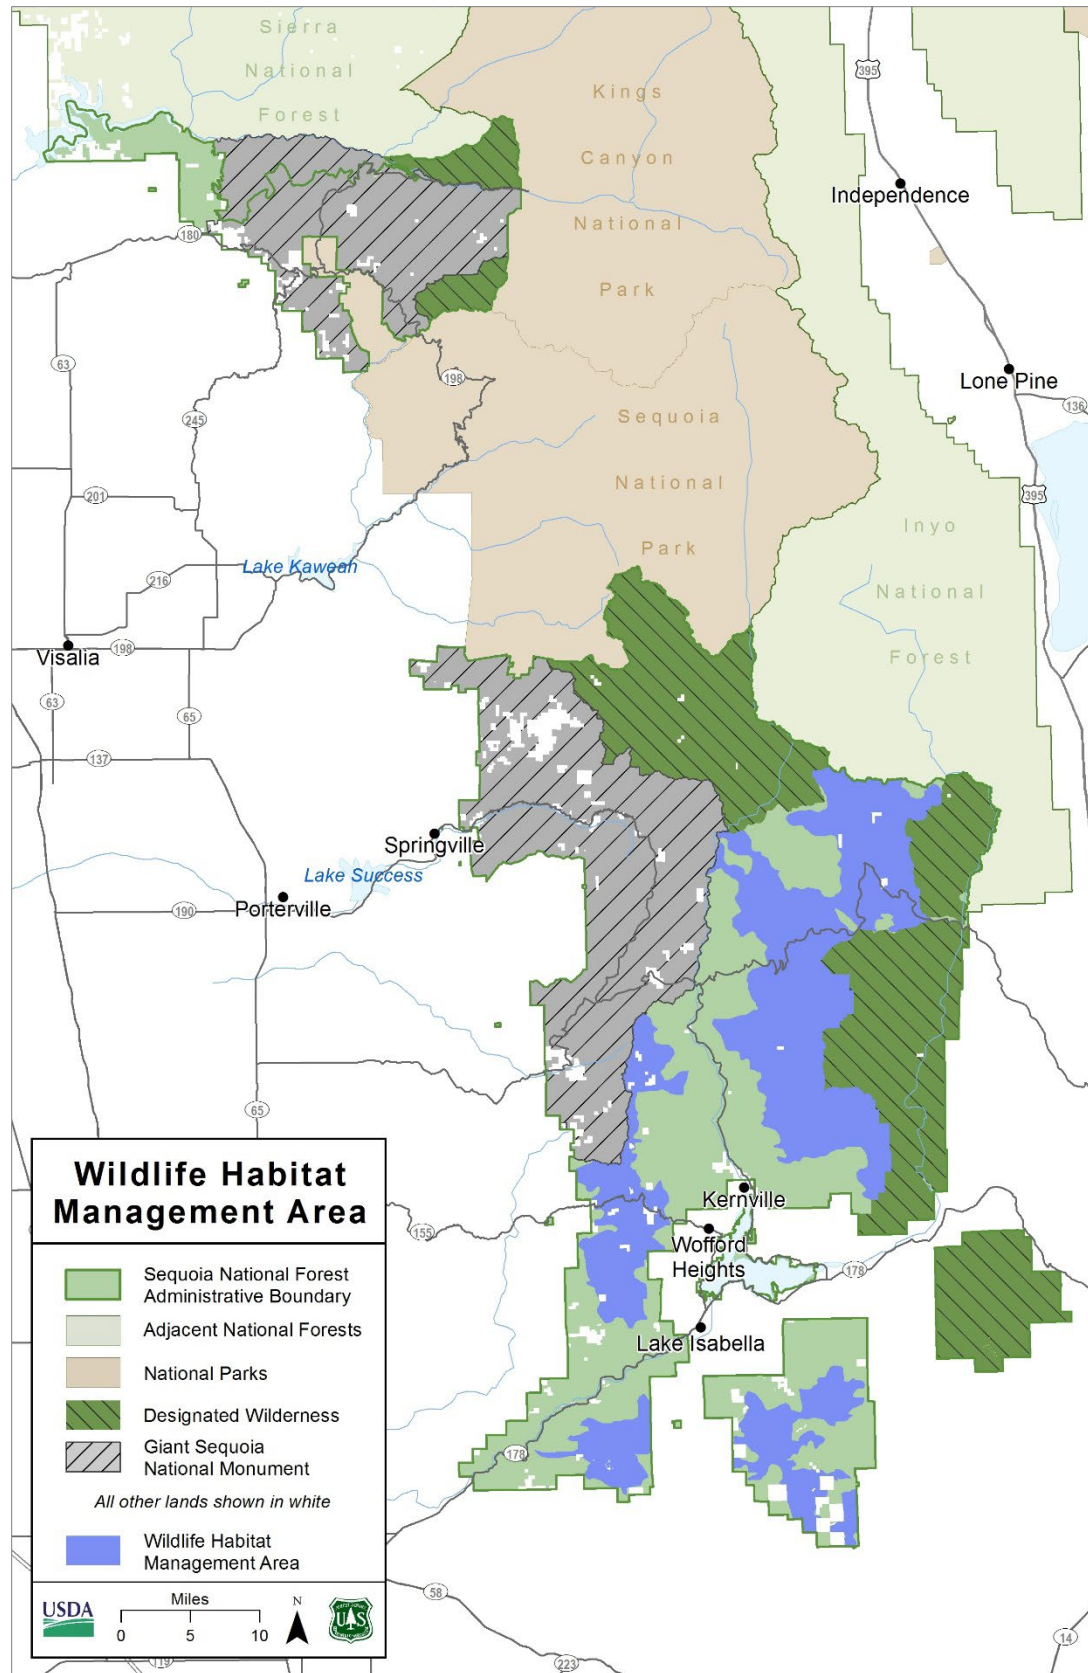 Sierra
National
Forest
Kings
Canyon
National
Park
395
Independence
180
63
198
Lone Pine
136
245
Sequoia
National
Park
395
201
Inyo
National
Forest
Lake Kaweah
216
Visalia
198
63
65
137
Springville
Lake Success
Porterville
190
65
Kernville
155
Wofford
Heights
178
Lake Isabella
178
58
14
223
119
Wildlife Habitat
Management Area
Sequoia National Forest
Administrative Boundary
Adjacent National Forests
National Parks
Designated Wilderness
Giant Sequoia
National Monument
All other lands shown in white
Wildlife Habitat
Management Area
USDA
Miles
0 5 10
N
U S